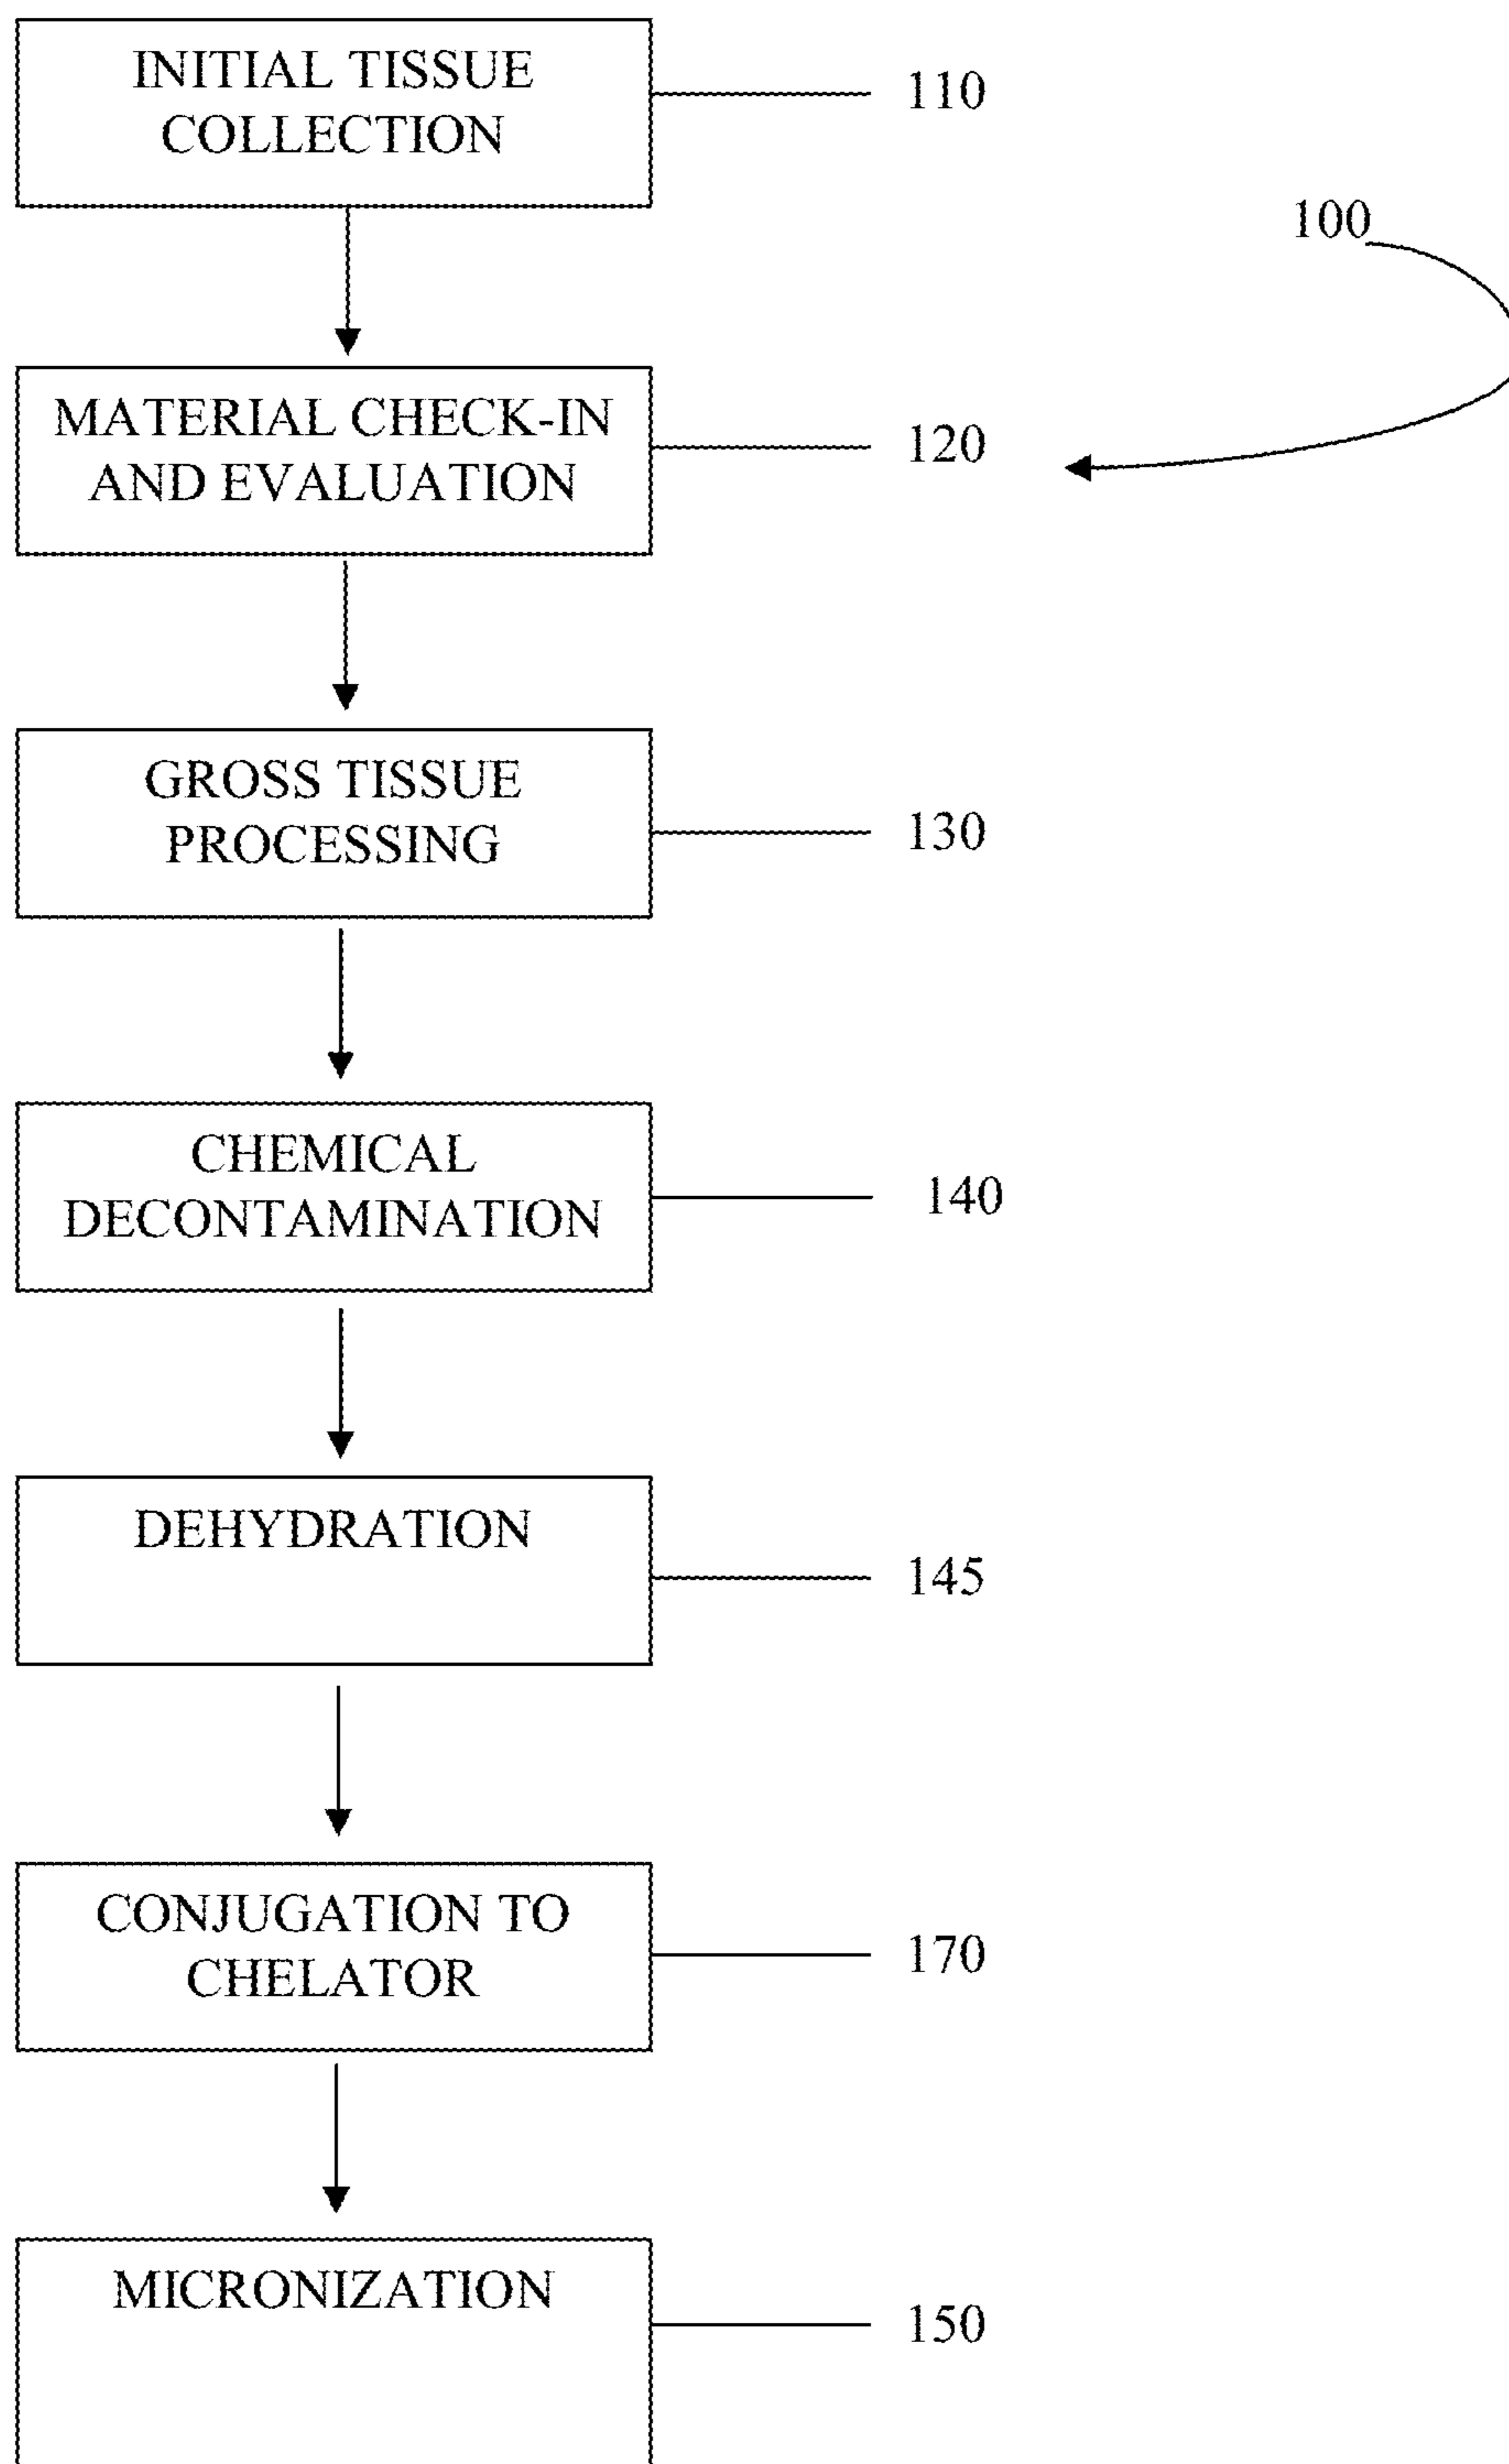 INITIAL TISSUE
COLLECTION
110
100
MATERIAL CHECK-IN
AND EVALUATION
120
GROSS TISSUE
PROCESSING
130
CHEMICAL
DECONTAMINATION
140
DEHYDRATION
145
CONJUGATION TO
CHELATOR
170
MICRONIZATION
150